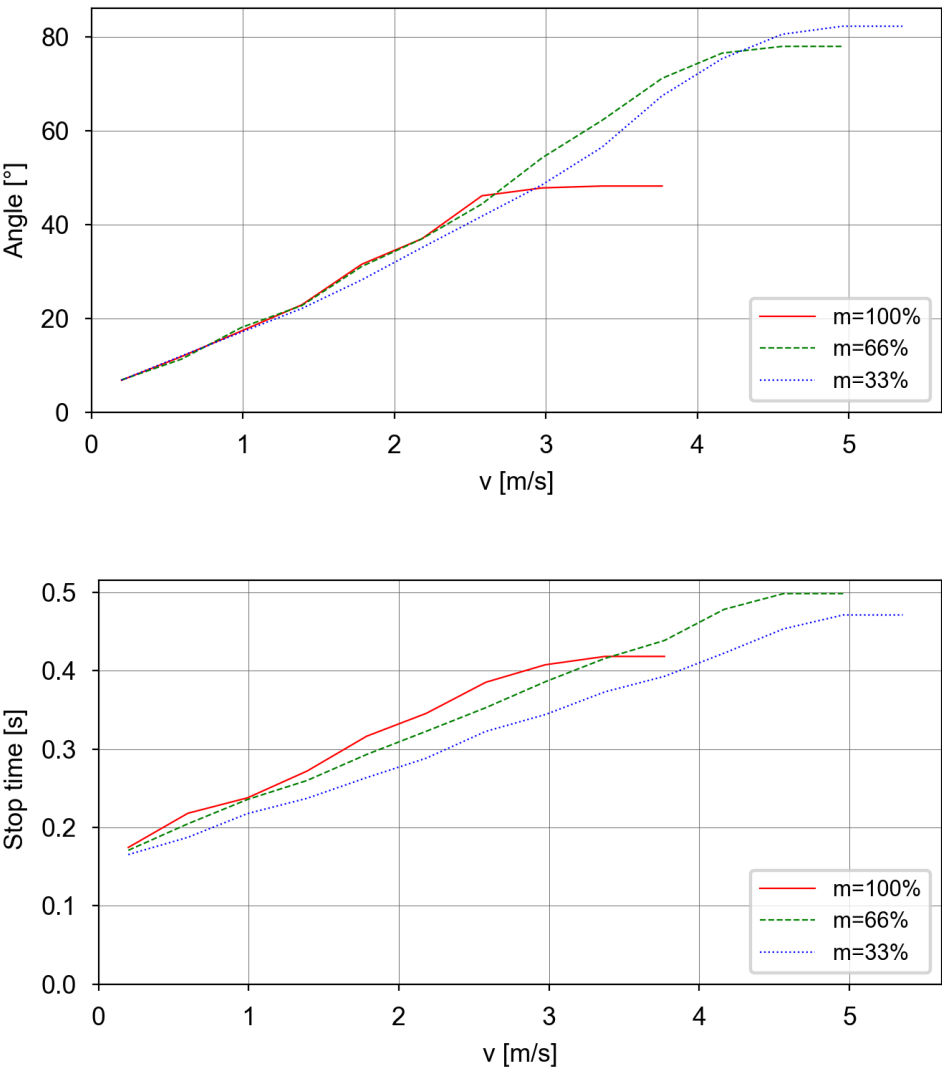 80
60
40
20
0
Angle [°]
0 1 2 3 4 5
v [m/s]
m=100%
m=66%
m=33%
0.5
0.4
0.3
0.2
0.1
0.0
Stop time [s]
0 1 2 3 4 5
v [m/s]
m=100%
m=66%
m=33%